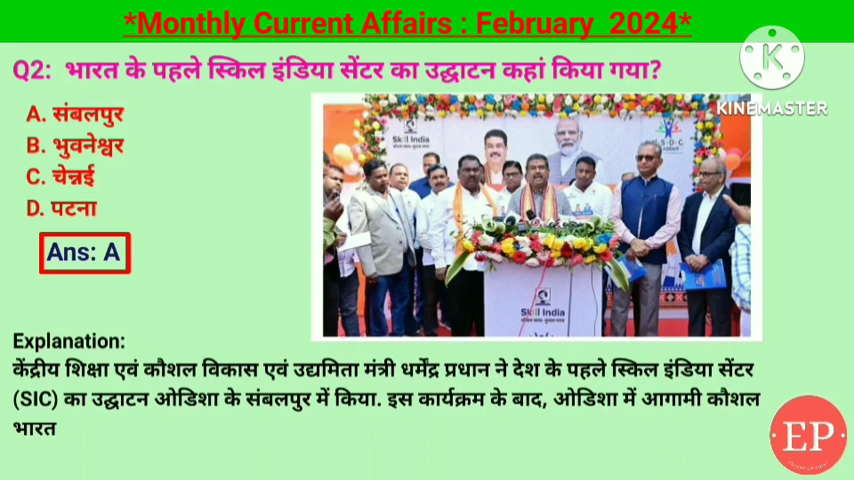 *Monthly Current Affairs : February 2024*
Q2: भारत के पहले स्किल इंडिया सेंटर का उद्घाटन कहां किया गया?
KINEMASTER
A. संबलपुर
B. भुवनेश्वर
C. चेन्नई
D. पटना
Ans: A
Skill India
Skill India
Explanation:
केंद्रीय शिक्षा एवं कौशल विकास एवं उद्यमिता मंत्री धर्मेंद्र प्रधान ने देश के पहले स्किल इंडिया सेंटर
(SIC) का उद्घाटन ओडिशा के संबलपुर में किया. इस कार्यक्रम के बाद, ओडिशा में आगामी कौशल
भारत
EP